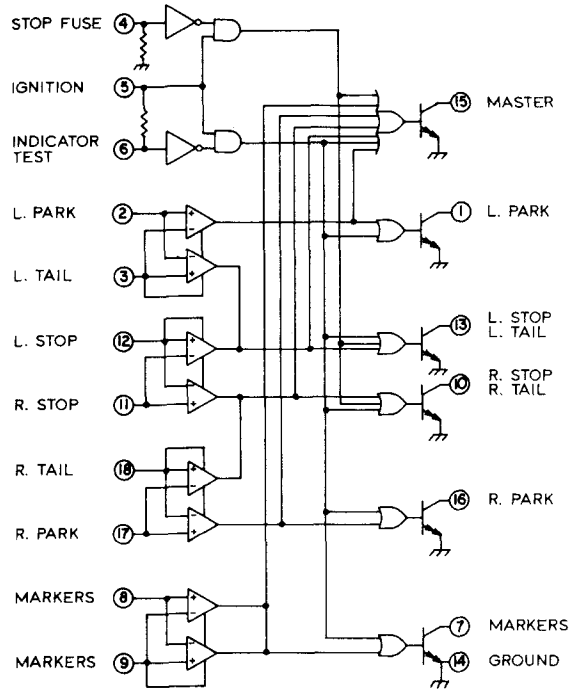 STOP FUSE 4
IGNITION 5
INDICATOR
TEST 6
15 MASTER
L. PARK 2
1 L. PARK
L. TAIL 3
L. STOP 12
13 L. STOP
L. TAIL
R. STOP 11
10 R. STOP
R. TAIL
R. TAIL 18
R. PARK 17
16 R. PARK
MARKERS 8
7 MARKERS
MARKERS 9
14 GROUND
+
−
−
+
+
−
−
+
+
−
−
+
+
−
−
+